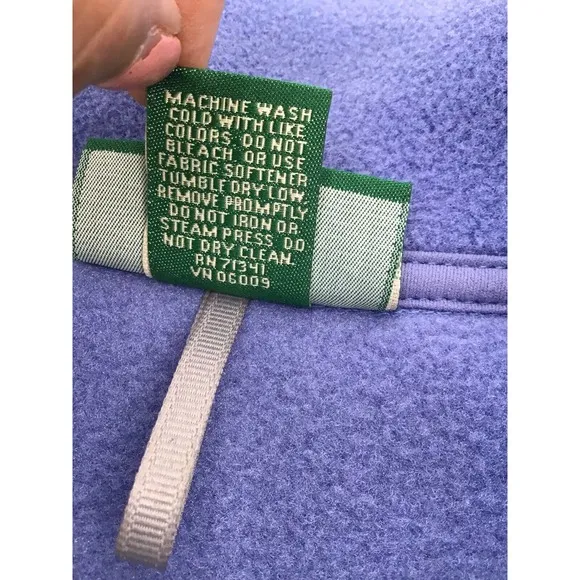 MACHINE WASH
COLD WITH LIKE
COLORS. DO NOT
BLEACH, OR USE
FABRIC SOFTENER
TUMBLE DRY LOW.
REMOVE PROMPTLY
DO NOT IRON OR
STEAM PRESS. DO
NOT DRY CLEAN.
RN 71341
VN 06009